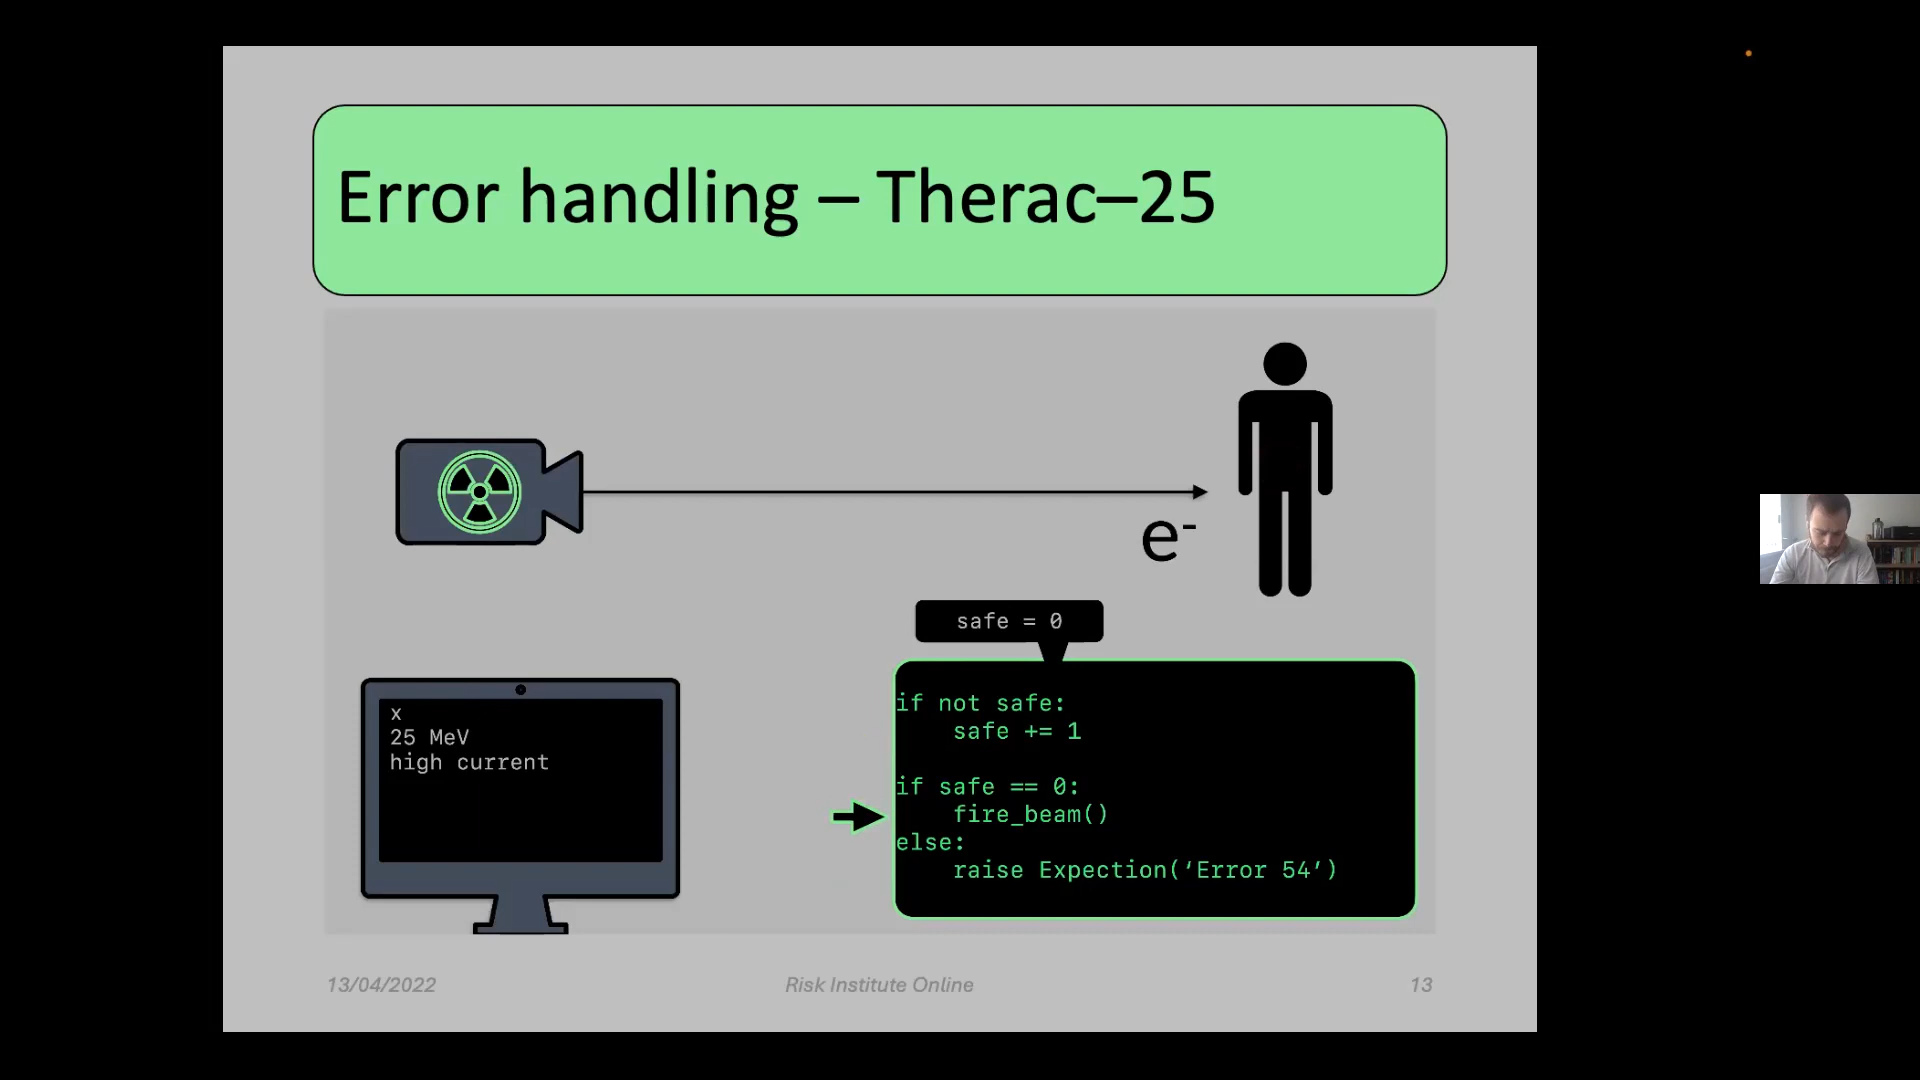 Error handling – Therac–25
e-
safe = 0
x
25 MeV
high current
if not safe:
    safe += 1
if safe == 0:
    fire_beam()
else:
    raise Expection(‘Error 54’)
13/04/2022
Risk Institute Online
13